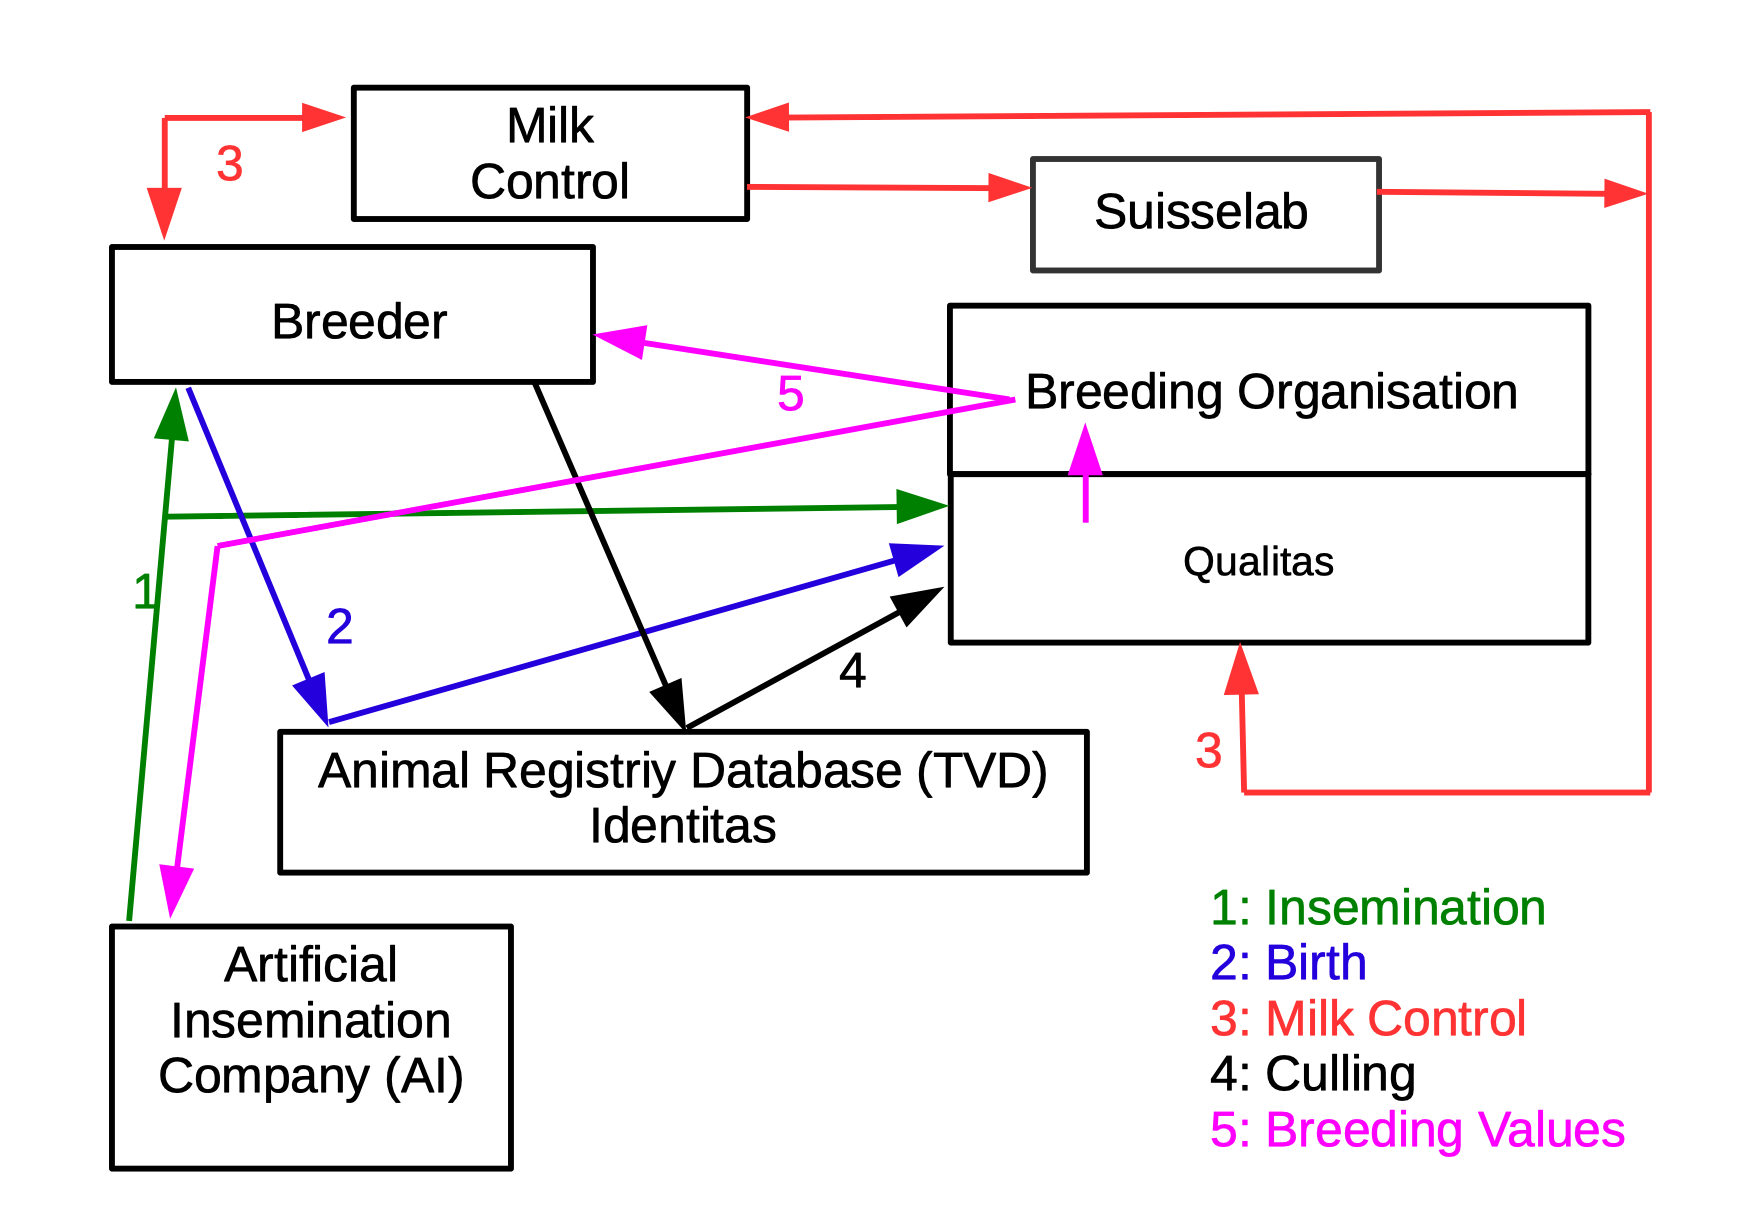 Milk
Control
3
Suisselab
Breeder
Breeding Organisation
5
Qualitas
1
2
4
3
Animal Registriy Database (TVD)
Identitas
Artificial
Insemination
Company (AI)
1: Insemination
2: Birth
3: Milk Control
4: Culling
5: Breeding Values